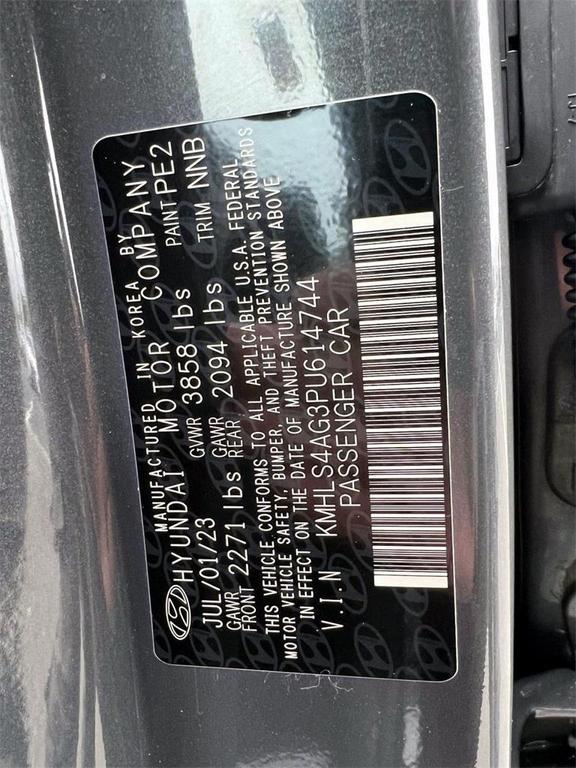 MANUFACTURED IN KOREA BY
HYUNDAI MOTOR COMPANY
JUL/01/23 GVWR 3858 lbs PAINT PE2
GAWR FRONT 2271 lbs GAWR REAR 2094 lbs TRIM NNB
THIS VEHICLE CONFORMS TO ALL APPLICABLE U.S.A. FEDERAL
MOTOR VEHICLE SAFETY, BUMPER, AND THEFT PREVENTION STANDARDS
IN EFFECT ON THE DATE OF MANUFACTURE SHOWN ABOVE
V.I.N KMHLS4AG3PU614744
PASSENGER CAR